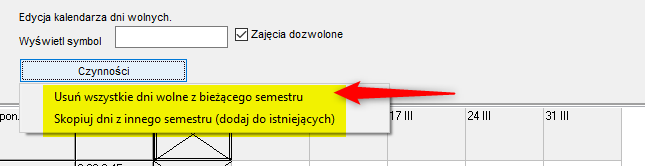 Edycja kalendarza dni wolnych.
Wyświetl symbol
Zajęcia dozwolone
Czynności
Usuń wszystkie dni wolne z bieżącego semestru
Skopiuj dni z innego semestru (dodaj do istniejących)
pon. 17 III 24 III 31 III